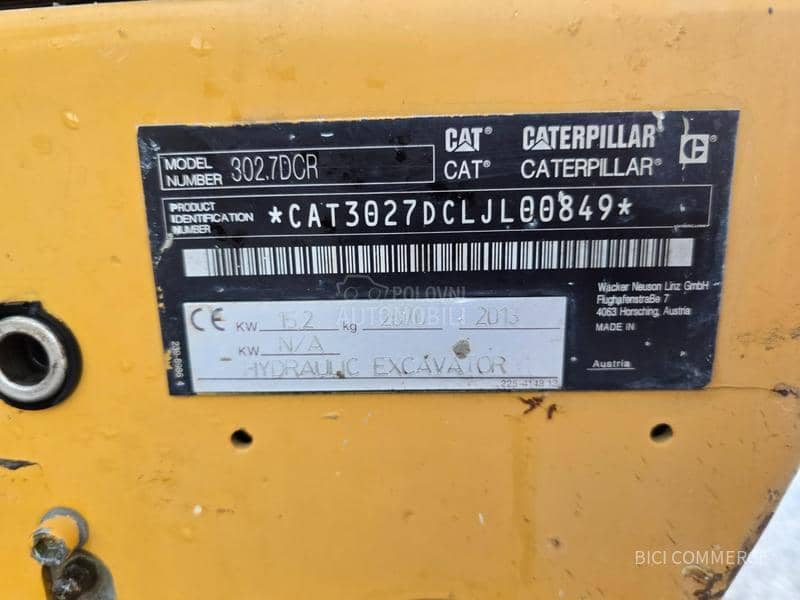 CAT® CATERPILLAR
CAT® CATERPILLAR®
MODEL NUMBER 302.7DCR
PRODUCT IDENTIFICATION NUMBER *CAT3027DCLJL00849*
Wacker Neuson Linz GmbH
Flughafenstraße 7
4063 Horsching, Austria
MADE IN
Austria
CE KW 15.2 kg 2013
KW N/A
HYDRAULIC EXCAVATOR
POLOVNI
AUTOMOBILI
BICI COMMERCE